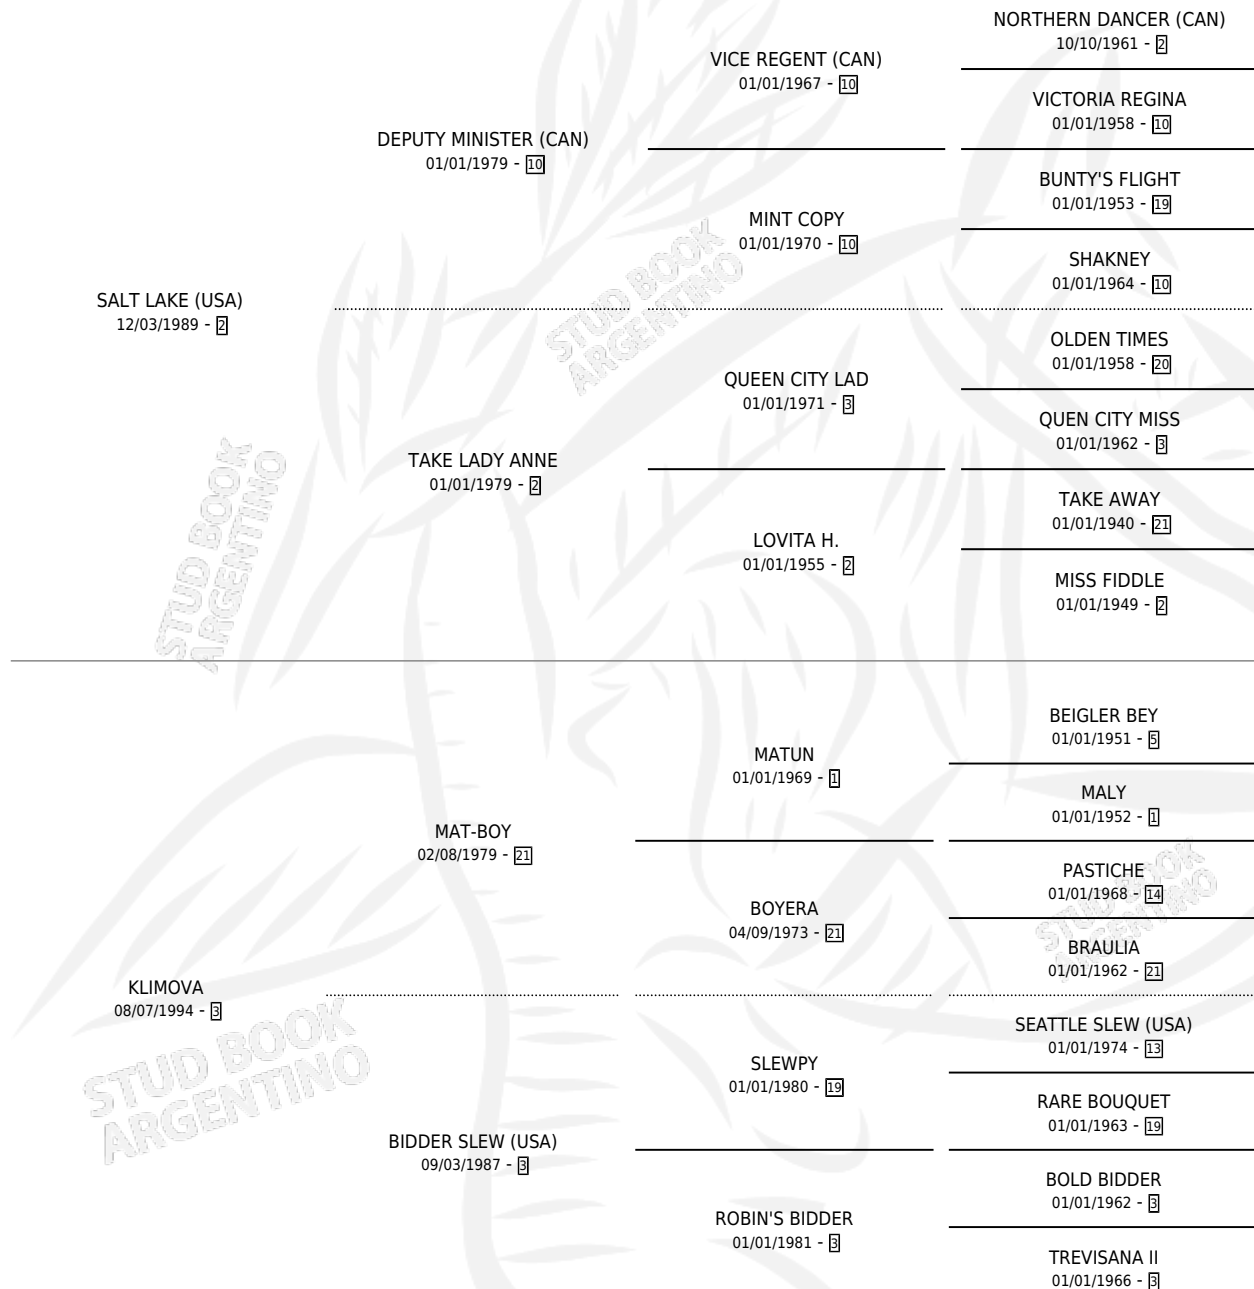 NORTHERN DANCER (CAN)
10/10/1961 - 2
VICE REGENT (CAN)
01/01/1967 - 10
VICTORIA REGINA
01/01/1958 - 10
DEPUTY MINISTER (CAN)
01/01/1979 - 10
BUNTY'S FLIGHT
01/01/1953 - 19
MINT COPY
01/01/1970 - 10
SHAKNEY
01/01/1964 - 10
SALT LAKE (USA)
12/03/1989 - 2
OLDEN TIMES
01/01/1958 - 20
QUEEN CITY LAD
01/01/1971 - 3
QUEN CITY MISS
01/01/1962 - 3
TAKE LADY ANNE
01/01/1979 - 2
TAKE AWAY
01/01/1940 - 21
LOVITA H.
01/01/1955 - 2
MISS FIDDLE
01/01/1949 - 2
BEIGLER BEY
01/01/1951 - 5
MATUN
01/01/1969 - 1
MALY
01/01/1952 - 1
MAT-BOY
02/08/1979 - 21
PASTICHE
01/01/1968 - 14
BOYERA
04/09/1973 - 21
BRAULIA
01/01/1962 - 21
KLIMOVA
08/07/1994 - 3
SEATTLE SLEW (USA)
01/01/1974 - 13
SLEWPY
01/01/1980 - 19
RARE BOUQUET
01/01/1963 - 19
BIDDER SLEW (USA)
09/03/1987 - 3
BOLD BIDDER
01/01/1962 - 3
ROBIN'S BIDDER
01/01/1981 - 3
TREVISANA II
01/01/1966 - 3
STUD BOOK
ARGENTINO
STUD BOOK
ARGENTINO
STUD BOOK
ARGENTINO
STUD BOOK
ARGENTINO